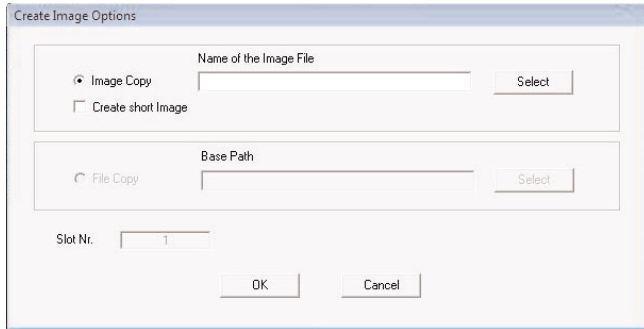 Create Image Options
Name of the Image File
Image Copy
Select
Create short Image
Base Path
File Copy
Select
Slot Nr.
1
OK
Cancel